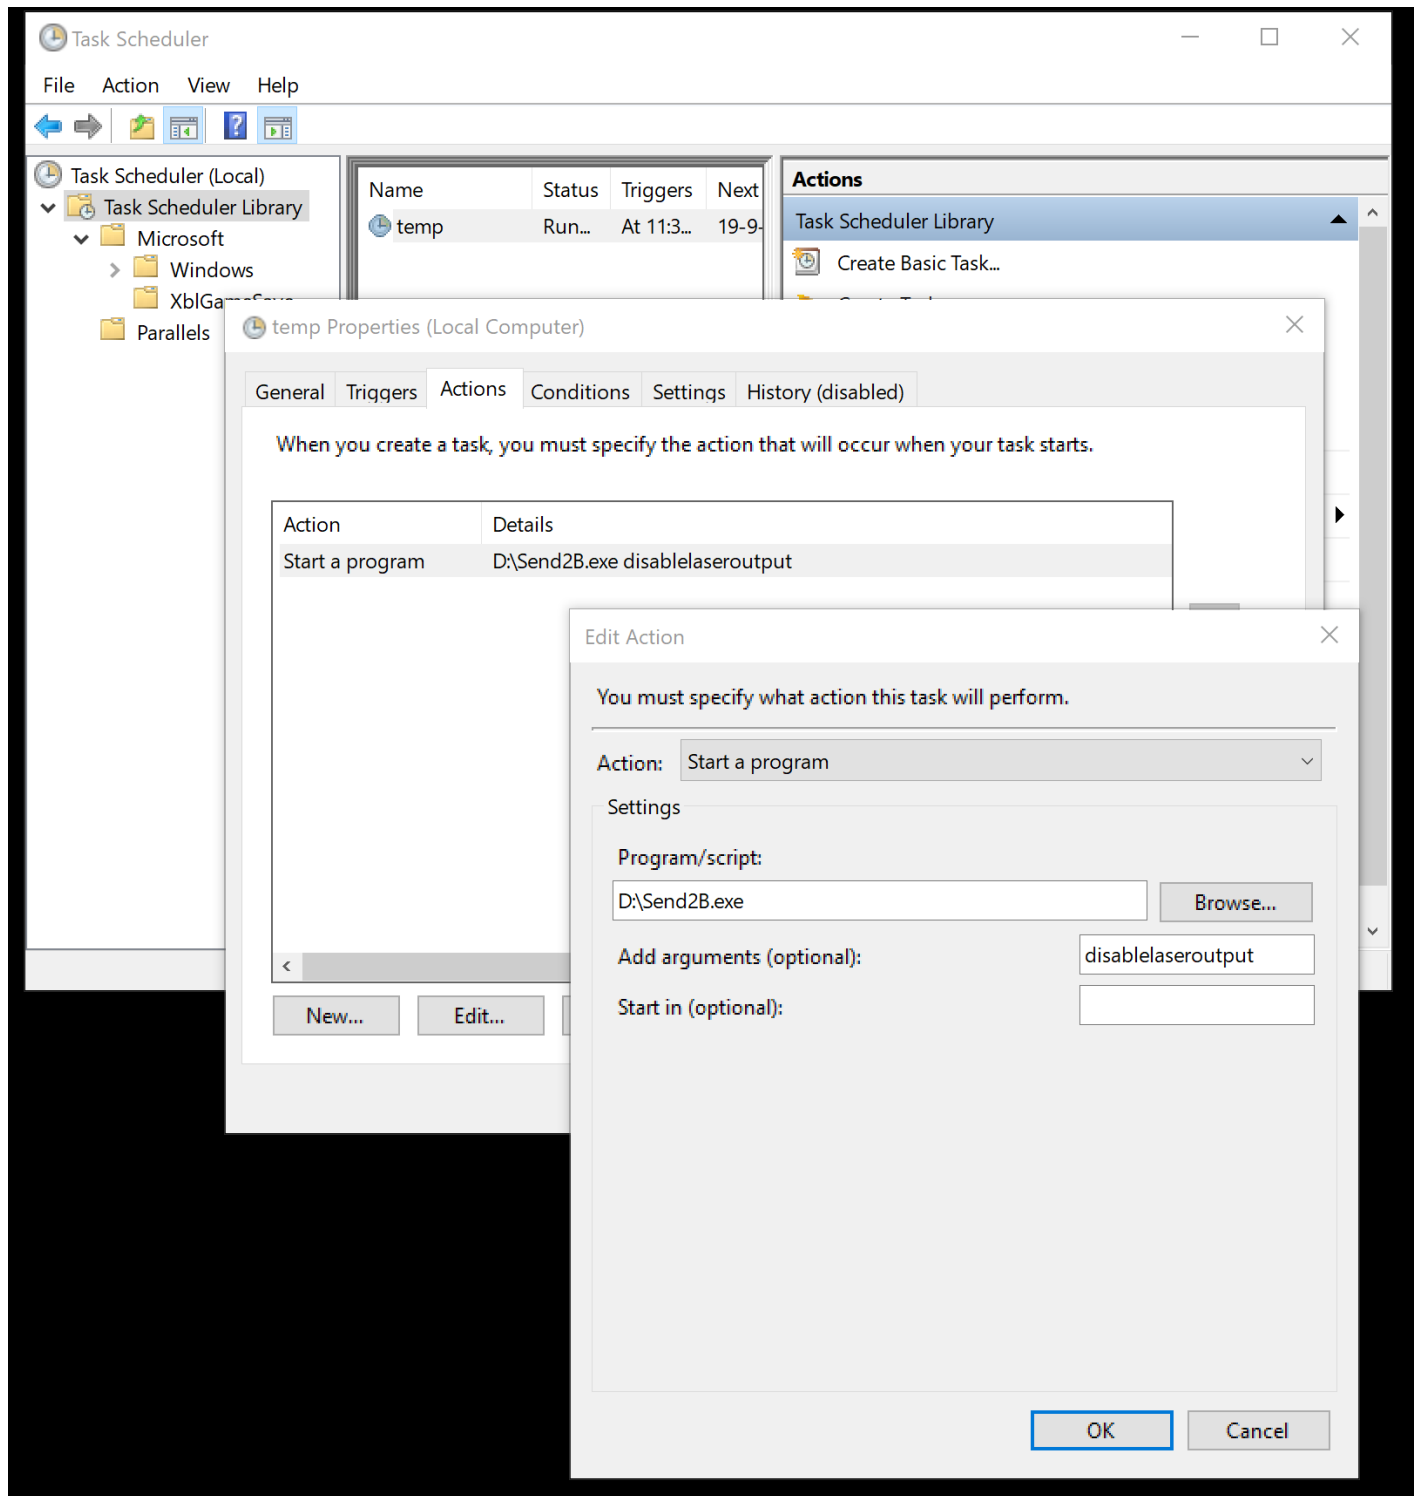 Task Scheduler
File Action View Help
Task Scheduler (Local)
Task Scheduler Library
Microsoft
Windows
XblGameSave
Parallels
Name Status Triggers Next
temp Run... At 11:3... 19-9-
Actions
Task Scheduler Library
Create Basic Task...
temp Properties (Local Computer)
General Triggers Actions Conditions Settings History (disabled)
When you create a task, you must specify the action that will occur when your task starts.
Action Details
Start a program D:\Send2B.exe disablelaseroutput
New... Edit...
Edit Action
You must specify what action this task will perform.
Action: Start a program
Settings
Program/script:
D:\Send2B.exe Browse...
Add arguments (optional): disablelaseroutput
Start in (optional):
OK Cancel